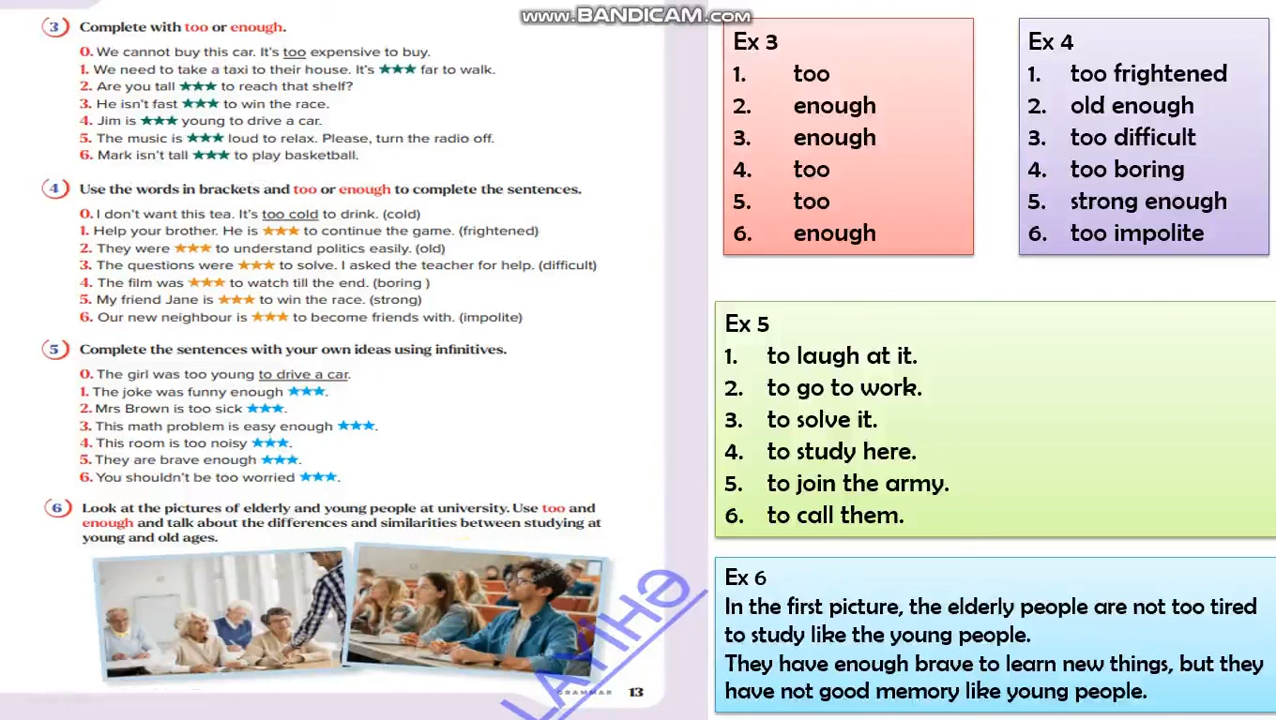 www.BANDICAM.com
3 Complete with too or enough.
0. We cannot buy this car. It's too expensive to buy.
1. We need to take a taxi to their house. It's ★★★ far to walk.
2. Are you tall ★★★ to reach that shelf?
3. He isn't fast ★★★ to win the race.
4. Jim is ★★★ young to drive a car.
5. The music is ★★★ loud to relax. Please, turn the radio off.
6. Mark isn't tall ★★★ to play basketball.
4 Use the words in brackets and too or enough to complete the sentences.
0. I don't want this tea. It's too cold to drink. (cold)
1. Help your brother. He is ★★★ to continue the game. (frightened)
2. They were ★★★ to understand politics easily. (old)
3. The questions were ★★★ to solve. I asked the teacher for help. (difficult)
4. The film was ★★★ to watch till the end. (boring )
5. My friend Jane is ★★★ to win the race. (strong)
6. Our new neighbour is ★★★ to become friends with. (impolite)
5 Complete the sentences with your own ideas using infinitives.
0. The girl was too young to drive a car.
1. The joke was funny enough ★★★.
2. Mrs Brown is too sick ★★★.
3. This math problem is easy enough ★★★.
4. This room is too noisy ★★★.
5. They are brave enough ★★★.
6. You shouldn't be too worried ★★★.
6 Look at the pictures of elderly and young people at university. Use too and
enough and talk about the differences and similarities between studying at
young and old ages.
LAYİHƏ
GRAMMAR 13
Ex 3
1. too
2. enough
3. enough
4. too
5. too
6. enough
Ex 4
1. too frightened
2. old enough
3. too difficult
4. too boring
5. strong enough
6. too impolite
Ex 5
1. to laugh at it.
2. to go to work.
3. to solve it.
4. to study here.
5. to join the army.
6. to call them.
Ex 6
In the first picture, the elderly people are not too tired
to study like the young people.
They have enough brave to learn new things, but they
have not good memory like young people.